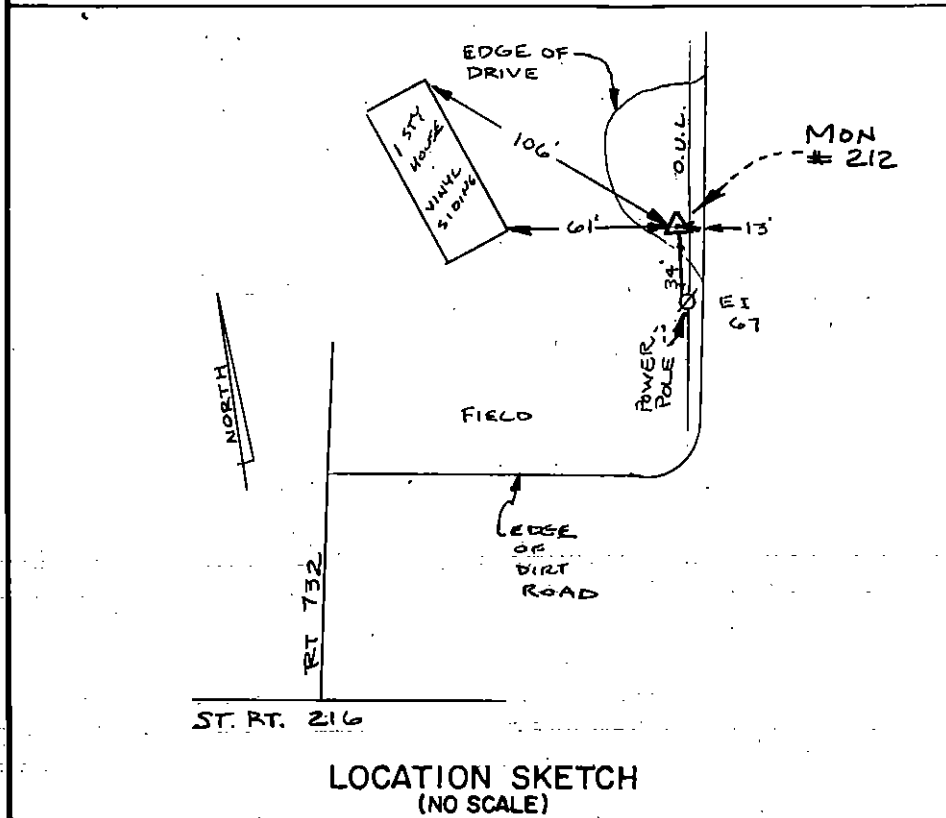 EDGE OF
DRIVE
1 STY
HOUSE
VINYL
SIDING
106'
O.U.L.
MON
# 212
61'
13'
34'
EI
67
POWER
POLE
NORTH
FIELD
EDGE
OF
DIRT
ROAD
RT 732
ST. RT. 216
LOCATION SKETCH
(NO SCALE)